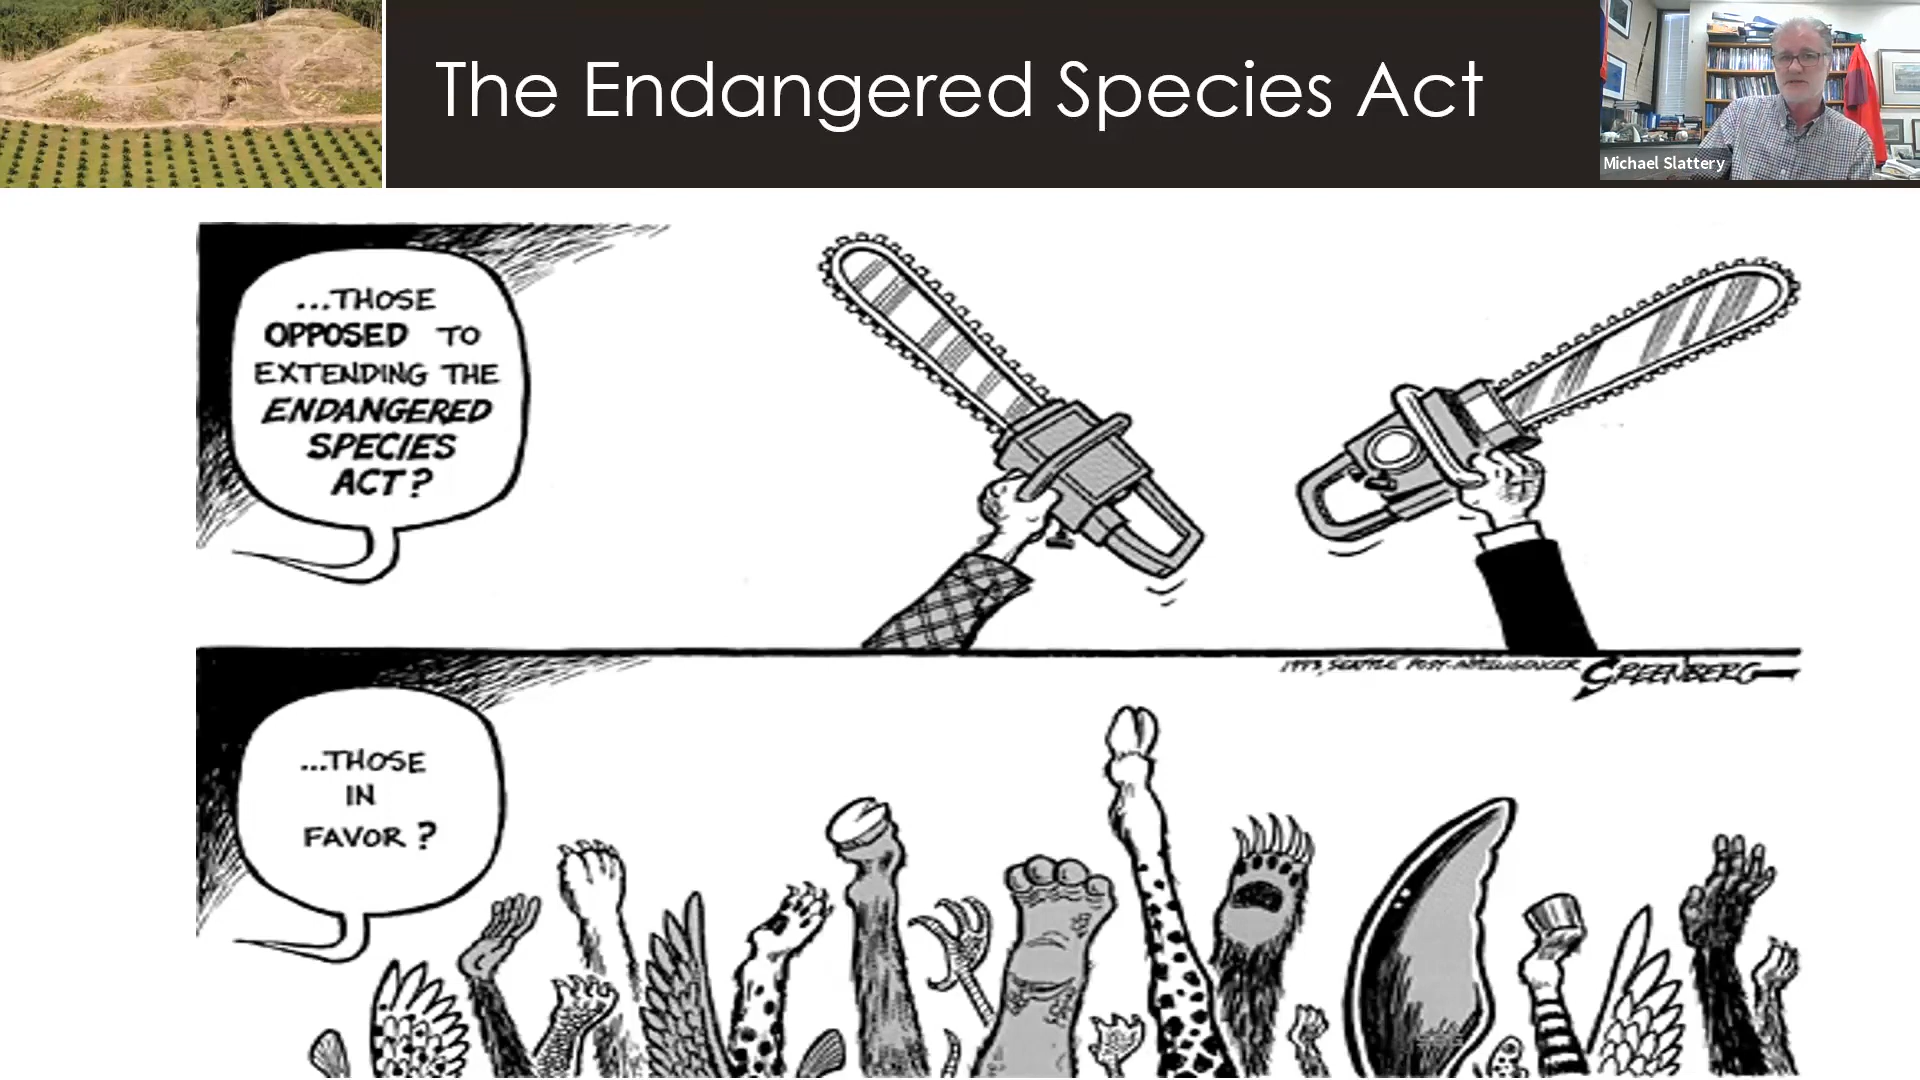 The Endangered Species Act
Michael Slattery
...THOSE
OPPOSED TO
EXTENDING THE
ENDANGERED
SPECIES
ACT?
1993, SEATTLE POST-INTELLIGENCER GREENBERG
...THOSE
IN
FAVOR?